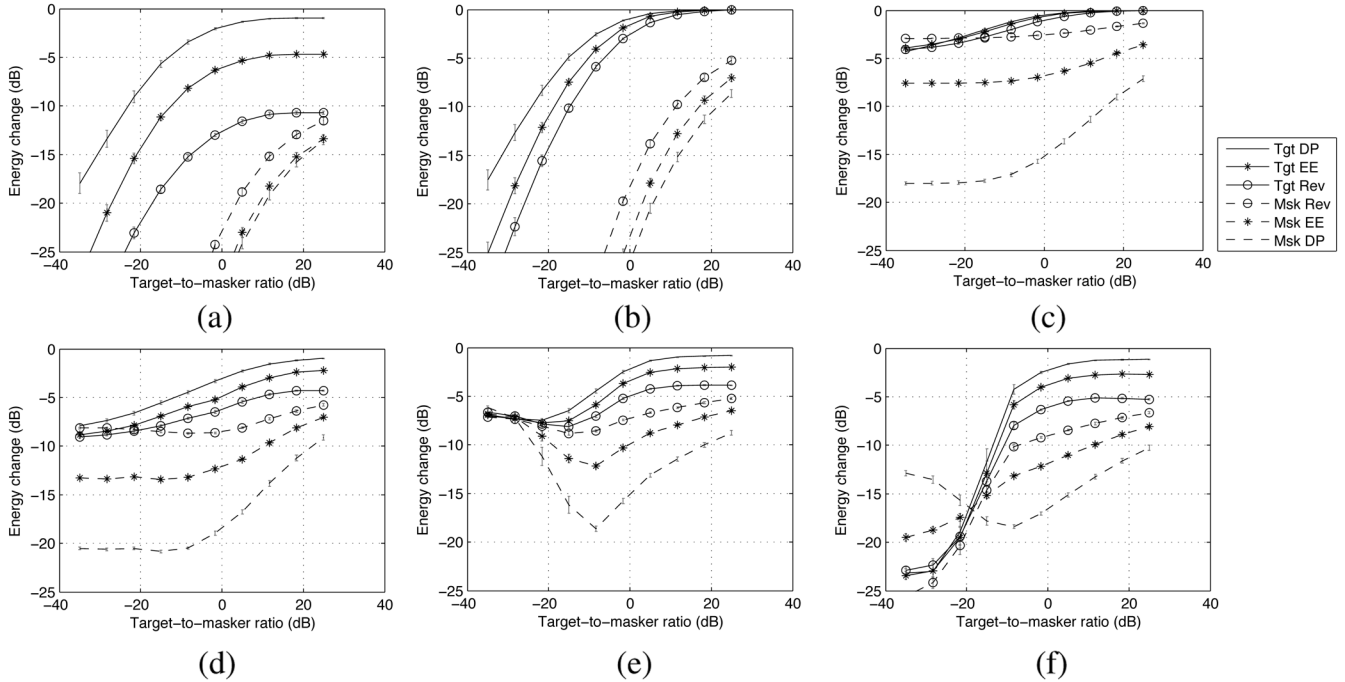 0
−5
−10
−15
−20
−25
−40
−20
0
20
40
Energy change (dB)
Target−to−masker ratio (dB)
(a)
0
−5
−10
−15
−20
−25
−40
−20
0
20
40
Energy change (dB)
Target−to−masker ratio (dB)
(b)
0
−5
−10
−15
−20
−25
−40
−20
0
20
40
Energy change (dB)
Target−to−masker ratio (dB)
(c)
Tgt DP
Tgt EE
Tgt Rev
Msk Rev
Msk EE
Msk DP
0
−5
−10
−15
−20
−25
−40
−20
0
20
40
Energy change (dB)
Target−to−masker ratio (dB)
(d)
0
−5
−10
−15
−20
−25
−40
−20
0
20
40
Energy change (dB)
Target−to−masker ratio (dB)
(e)
0
−5
−10
−15
−20
−25
−40
−20
0
20
40
Energy change (dB)
Target−to−masker ratio (dB)
(f)